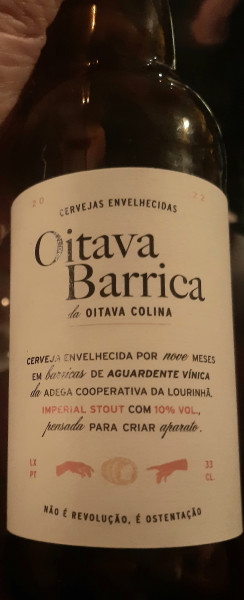 20 22
CERVEJAS ENVELHECIDAS
Oitava
Barrica
da OITAVA COLINA
CERVEJA ENVELHECIDA POR nove MESES
EM barricas DE AGUARDENTE VÍNICA
da ADEGA COOPERATIVA DA LOURINHÃ.
IMPERIAL STOUT COM 10% VOL.,
pensada PARA CRIAR aparato.
LX 33
PT CL
NÃO É REVOLUÇÃO, É OSTENTAÇÃO